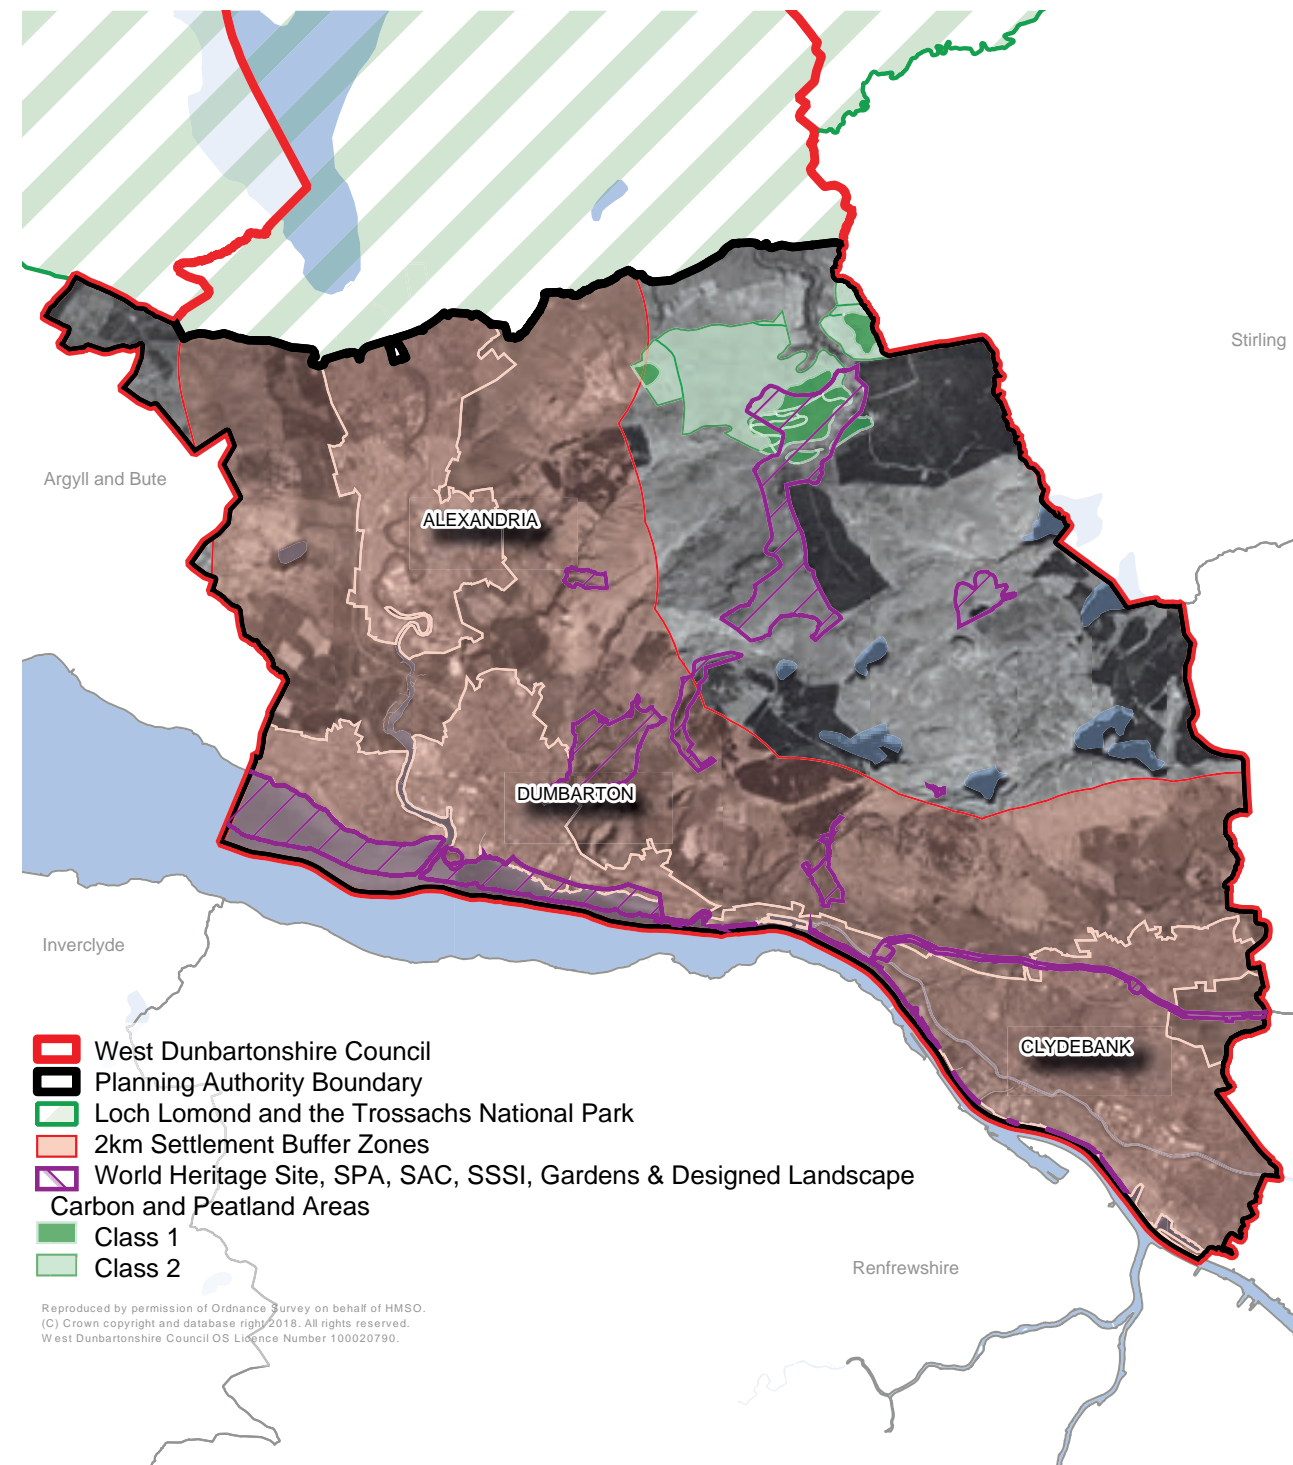 Stirling
Argyll and Bute
ALEXANDRIA
DUMBARTON
Inverclyde
CLYDEBANK
West Dunbartonshire Council
Planning Authority Boundary
Loch Lomond and the Trossachs National Park
2km Settlement Buffer Zones
World Heritage Site, SPA, SAC, SSSI, Gardens & Designed Landscape
Carbon and Peatland Areas
Class 1
Class 2
Renfrewshire
Reproduced by permission of Ordnance Survey on behalf of HMSO.
(C) Crown copyright and database right 2018. All rights reserved.
West Dunbartonshire Council OS Licence Number 100020790.